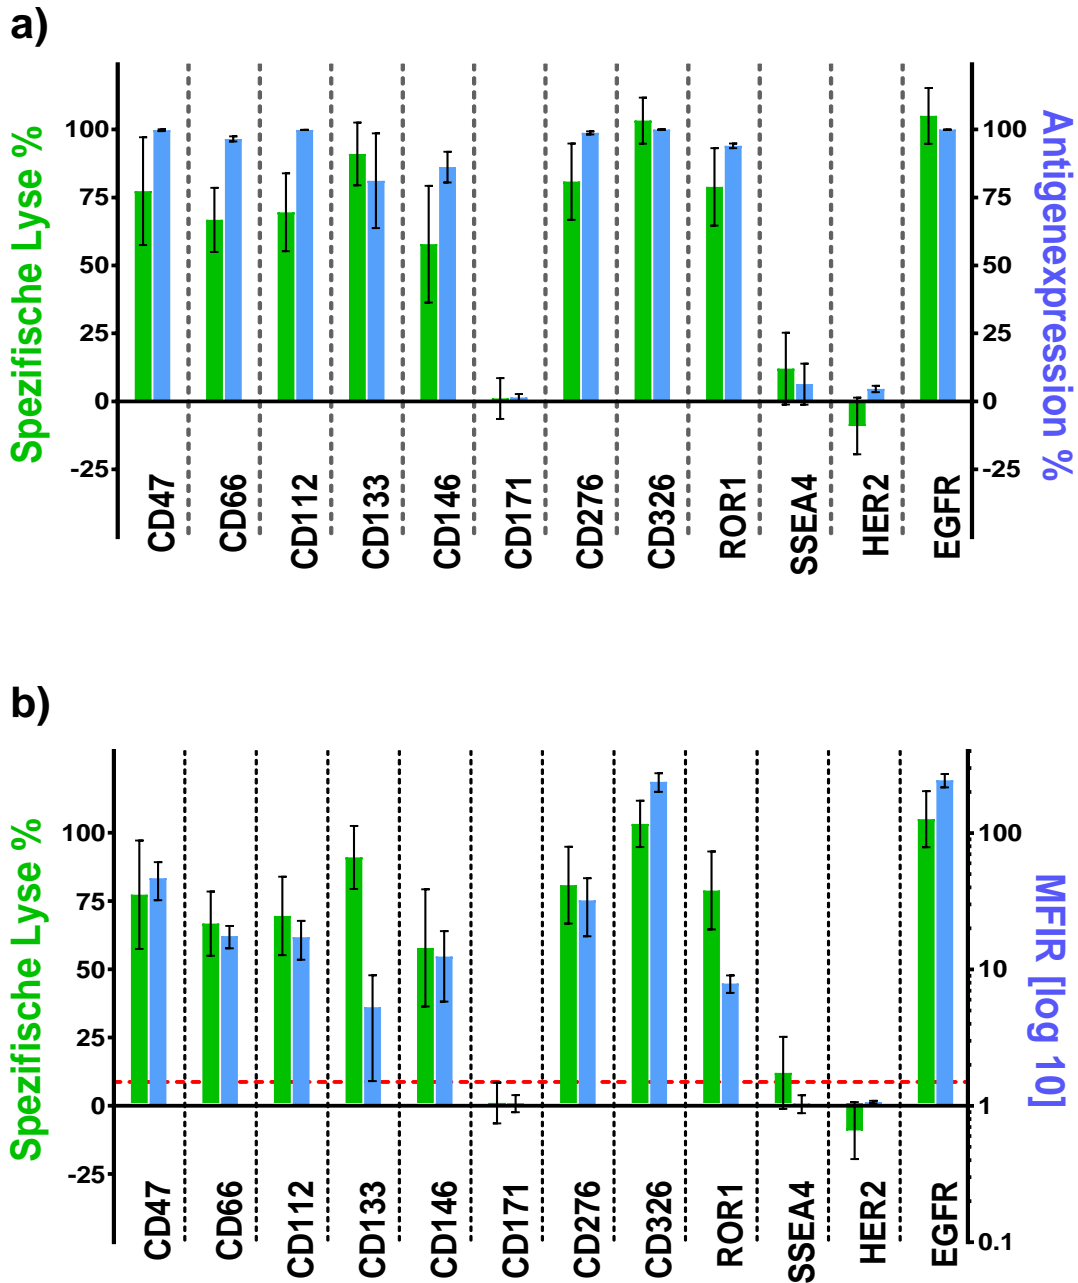 a)
Spezifische Lyse %
100
75
50
25
0
-25
100
75
50
25
0
-25
Antigenexpression %
CD47
CD66
CD112
CD133
CD146
CD171
CD276
CD326
ROR1
SSEA4
HER2
EGFR
b)
Spezifische Lyse %
100
75
50
25
0
-25
100
10
1
0.1
MFIR [log 10]
CD47
CD66
CD112
CD133
CD146
CD171
CD276
CD326
ROR1
SSEA4
HER2
EGFR